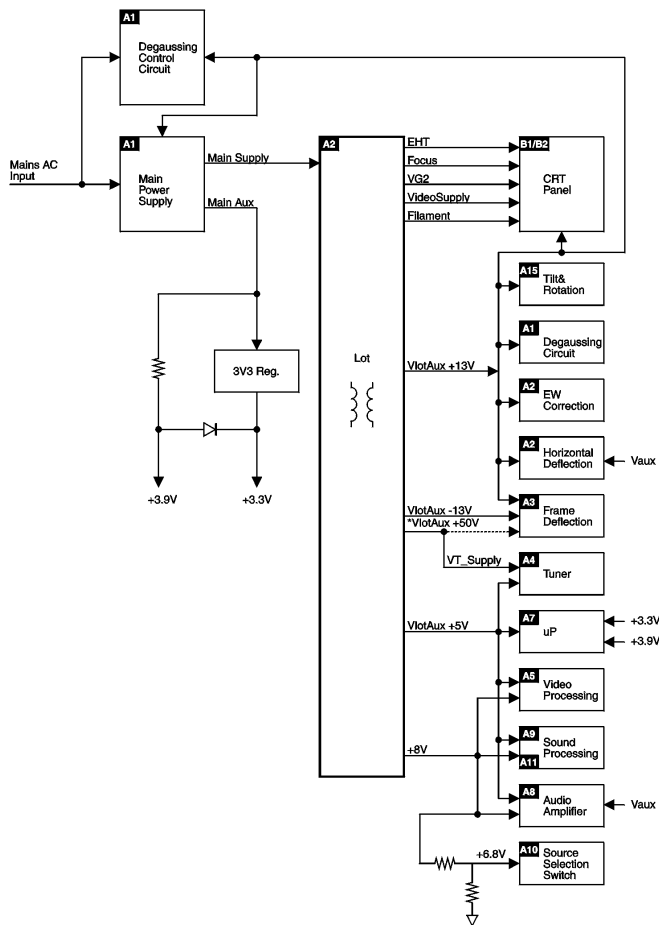 A1
Degaussing
Control
Circuit
Mains AC
Input
A1
Main
Power
Supply
Main Supply
Main Aux
3V3 Reg.
+3.9V
+3.3V
A2
Lot
EHT
Focus
VG2
VideoSupply
Filament
B1/B2
CRT
Panel
A15
Tilt&
Rotation
A1
Degaussing
Circuit
VlotAux +13V
A2
EW
Correction
A2
Horizontal
Deflection
Vaux
VlotAux -13V
*VlotAux +50V
A3
Frame
Deflection
VT_Supply
A4
Tuner
VlotAux +5V
A7
uP
+3.3V
+3.9V
A5
Video
Processing
+8V
A9
Sound
Processing
A11
A8
Audio
Amplifier
Vaux
+6.8V
A10
Source
Selection
Switch